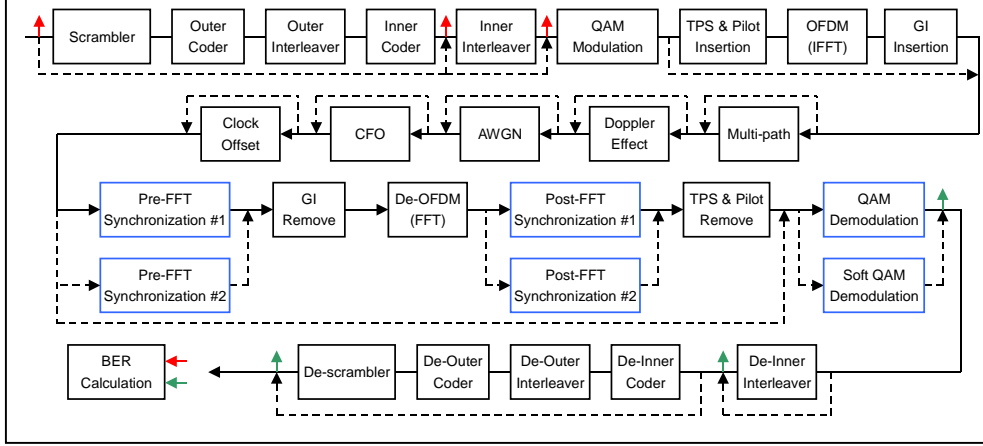 Scrambler
Outer
Coder
Outer
Interleaver
Inner
Coder
Inner
Interleaver
QAM
Modulation
TPS & Pilot
Insertion
OFDM
(IFFT)
GI
Insertion
Clock
Offset
CFO
AWGN
Doppler
Effect
Multi-path
Pre-FFT
Synchronization #1
GI
Remove
De-OFDM
(FFT)
Post-FFT
Synchronization #1
TPS & Pilot
Remove
QAM
Demodulation
Pre-FFT
Synchronization #2
Post-FFT
Synchronization #2
Soft QAM
Demodulation
BER
Calculation
De-scrambler
De-Outer
Coder
De-Outer
Interleaver
De-Inner
Coder
De-Inner
Interleaver